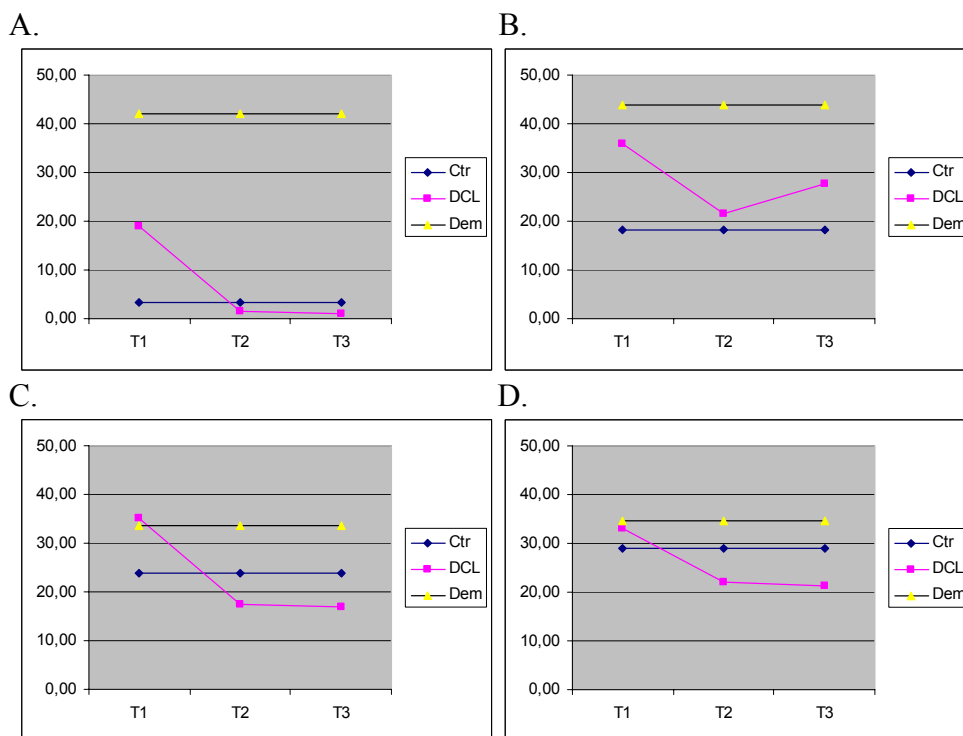 A.
50,00
40,00
30,00
20,00
10,00
0,00
T1 T2 T3
Ctr
DCL
Dem
B.
50,00
40,00
30,00
20,00
10,00
0,00
T1 T2 T3
Ctr
DCL
Dem
C.
50,00
40,00
30,00
20,00
10,00
0,00
T1 T2 T3
Ctr
DCL
Dem
D.
50,00
40,00
30,00
20,00
10,00
0,00
T1 T2 T3
Ctr
DCL
Dem